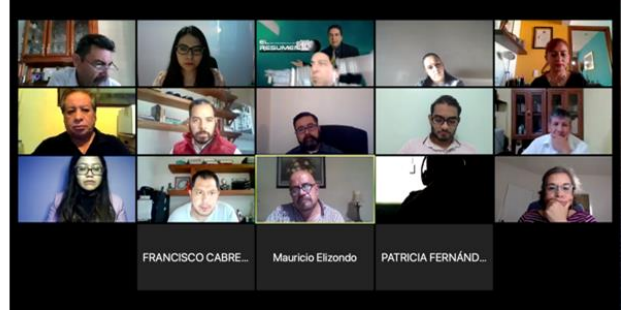 RESUMEN
FRANCISCO CABRE...
Mauricio Elizondo
PATRICIA FERNÁND...